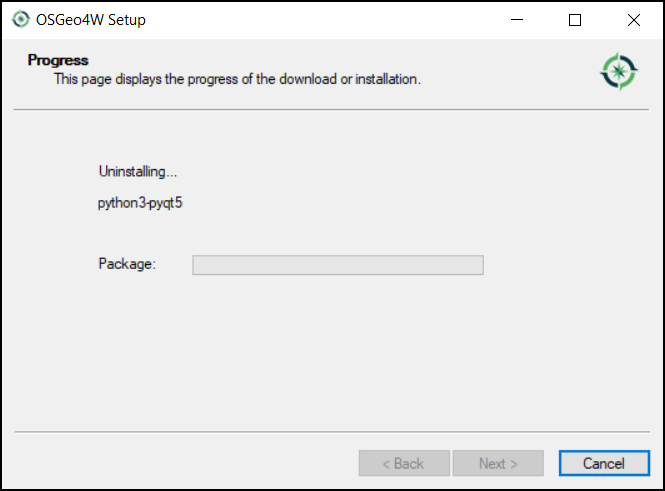 OSGeo4W Setup
Progress
This page displays the progress of the download or installation.
Uninstalling...
python3-pyqt5
Package:
< Back
Next >
Cancel